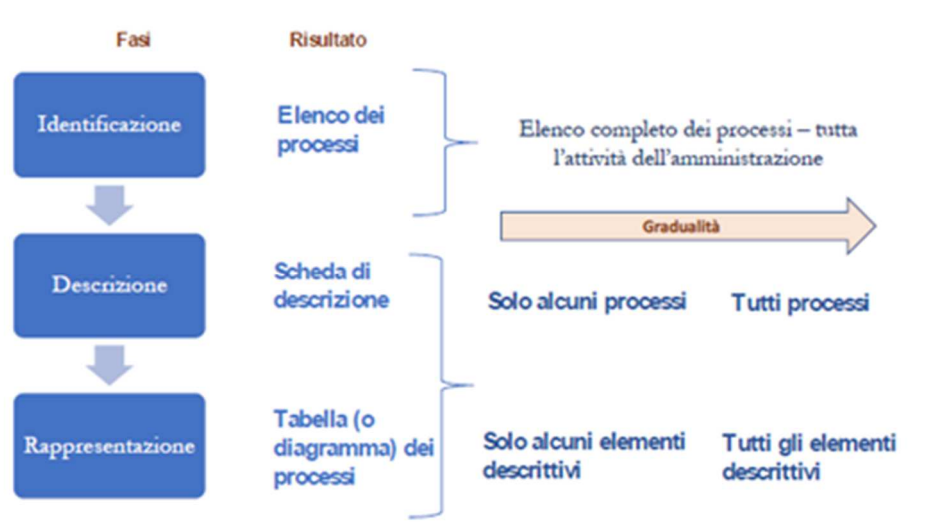 Fasi
Risultato
Identificazione
Elenco dei
processi
Elenco completo dei processi – tutta
l'attività dell'amministrazione
Gradualità
Descrizione
Scheda di
descrizione
Solo alcuni processi
Tutti processi
Rappresentazione
Tabella (o
diagramma) dei
processi
Solo alcuni elementi
descrittivi
Tutti gli elementi
descrittivi